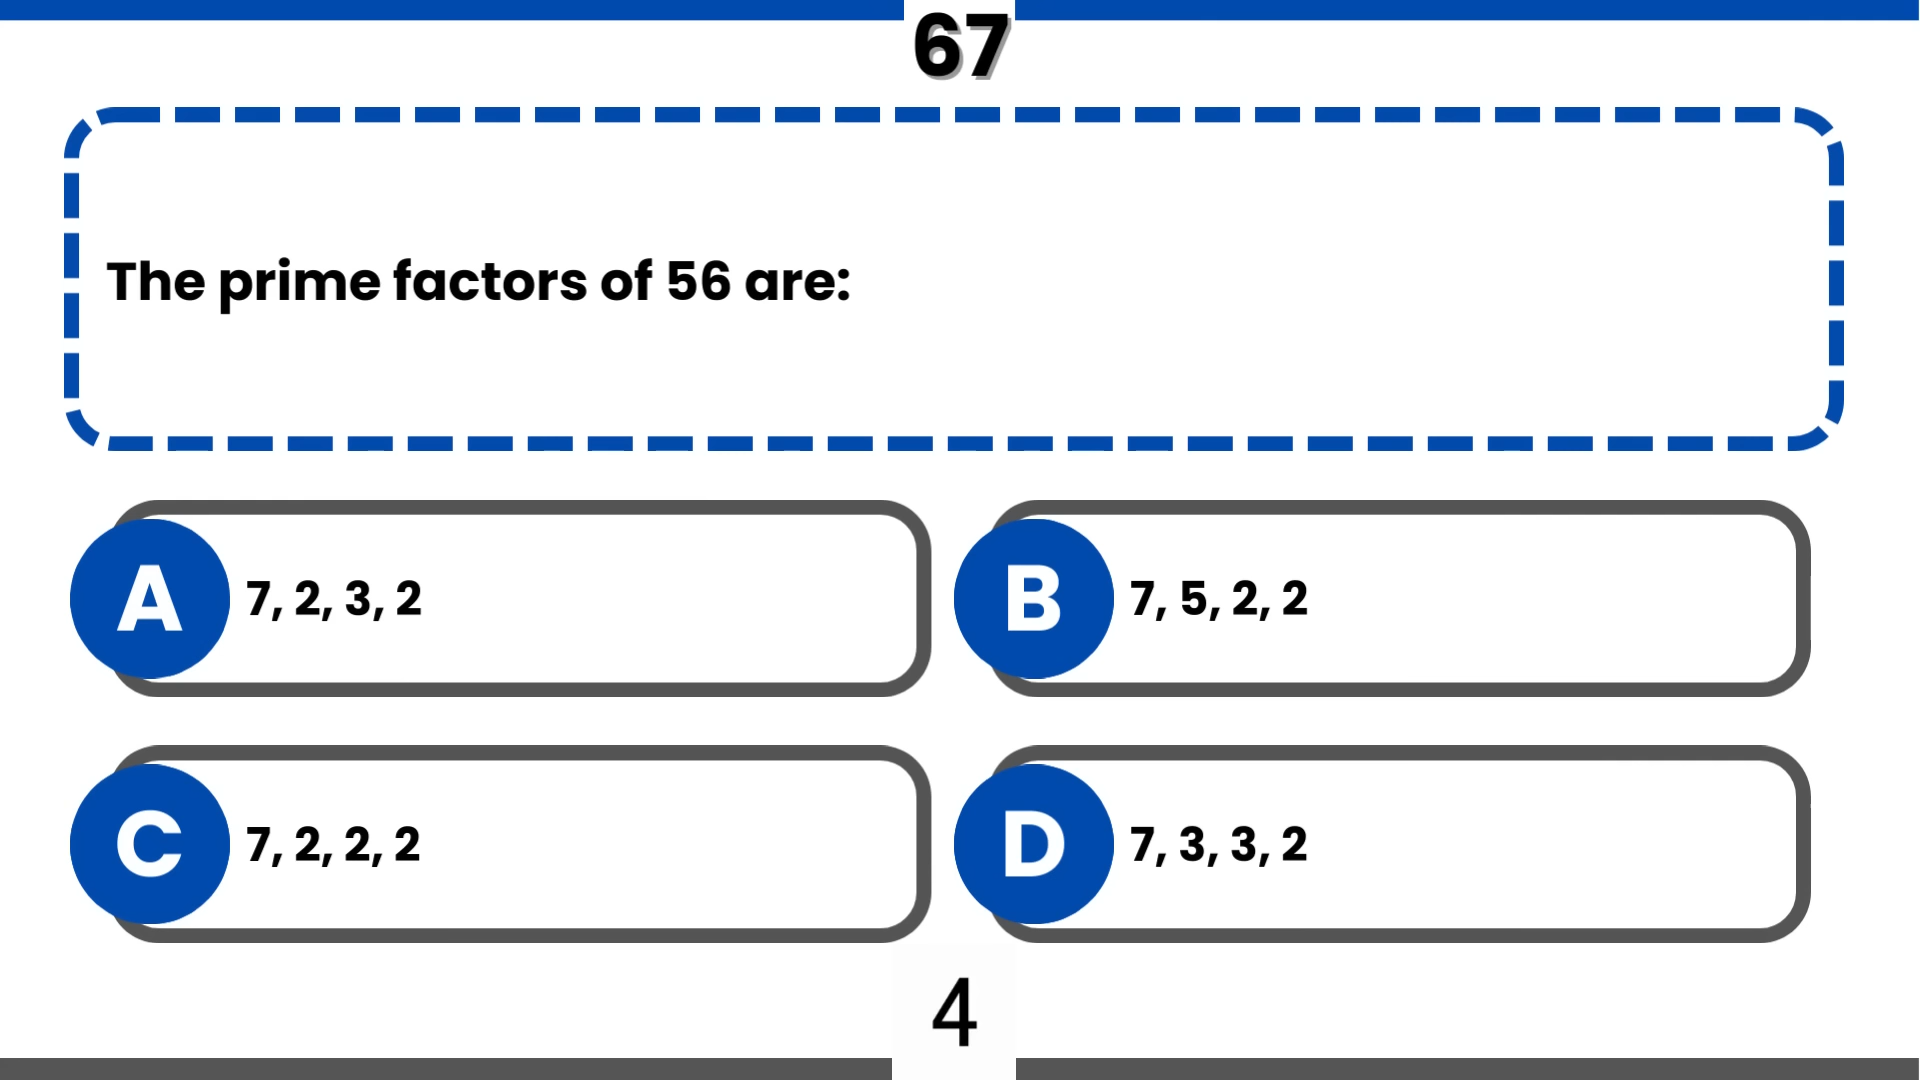 67
The prime factors of 56 are:
A 7, 2, 3, 2
B 7, 5, 2, 2
C 7, 2, 2, 2
D 7, 3, 3, 2
4